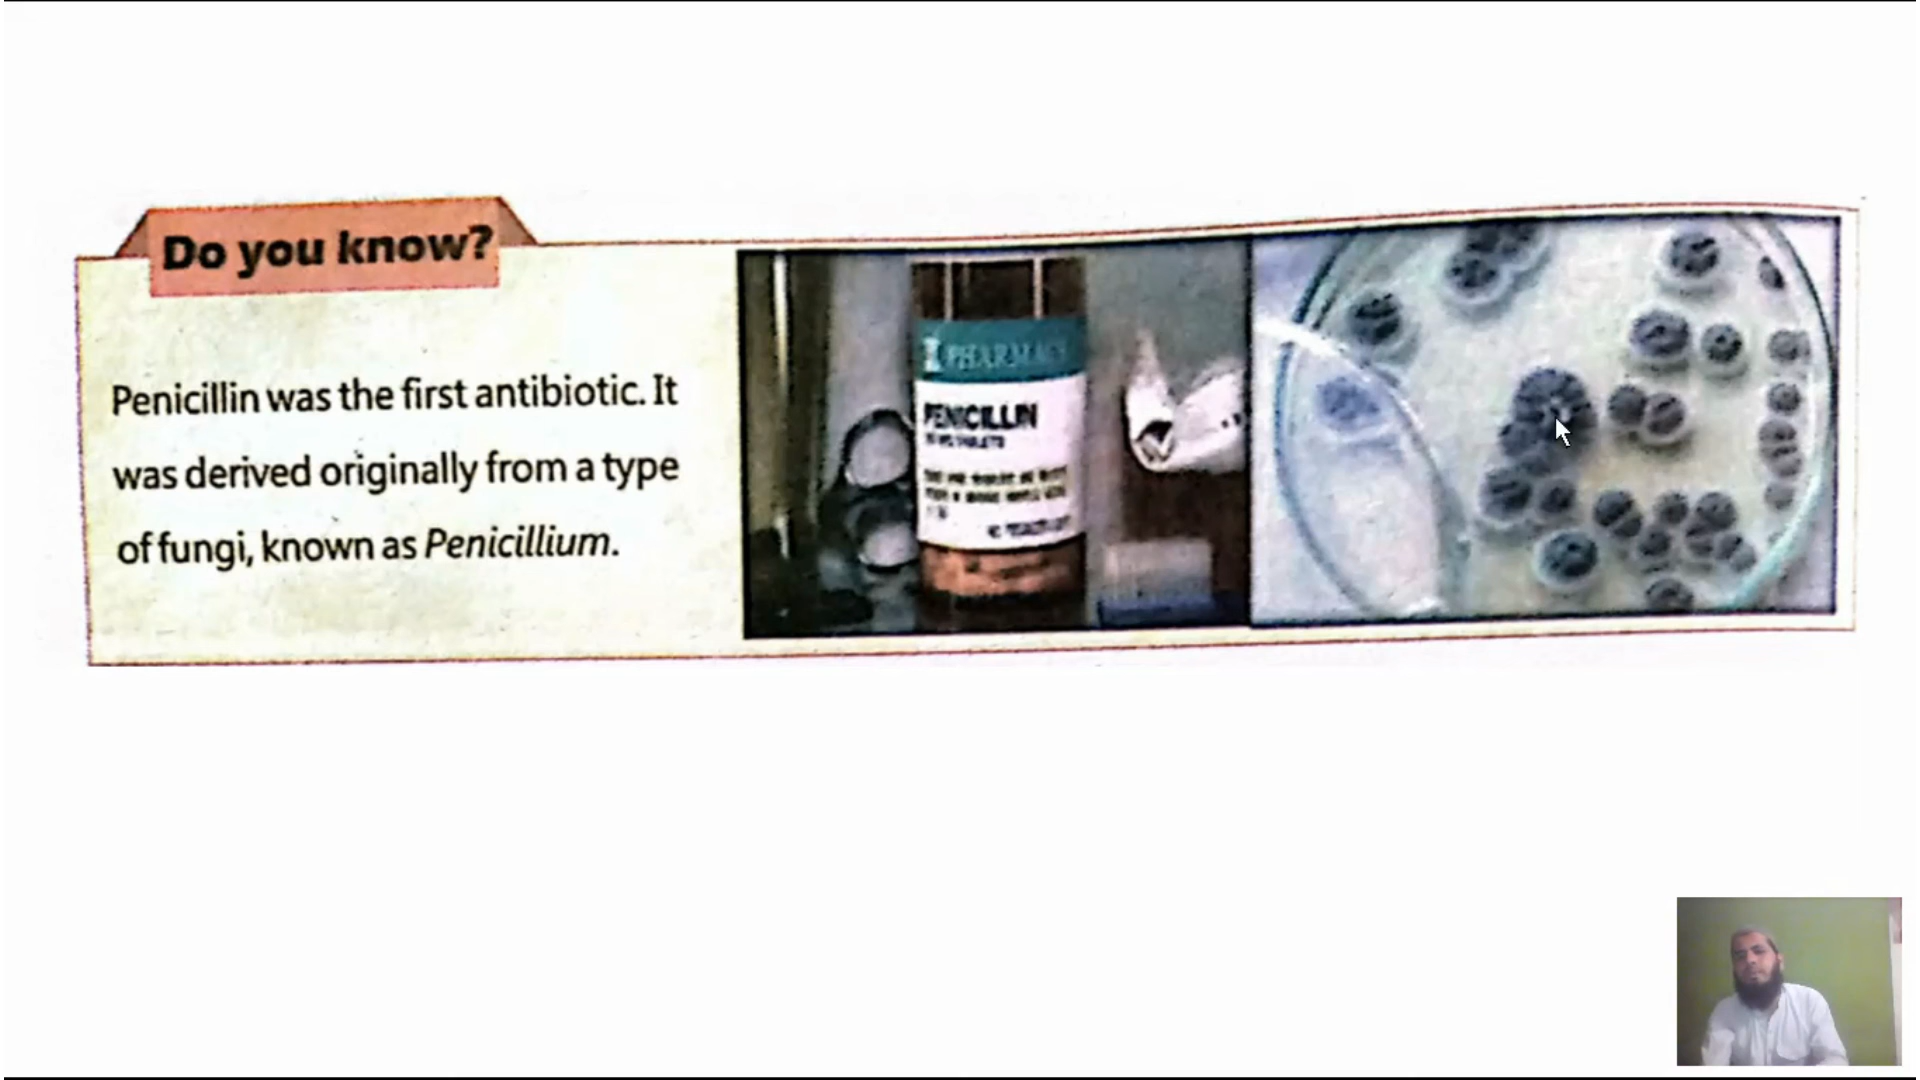 Do you know?
Penicillin was the first antibiotic. It
was derived originally from a type
of fungi, known as Penicillium.
PHARMACY
PENICILLIN